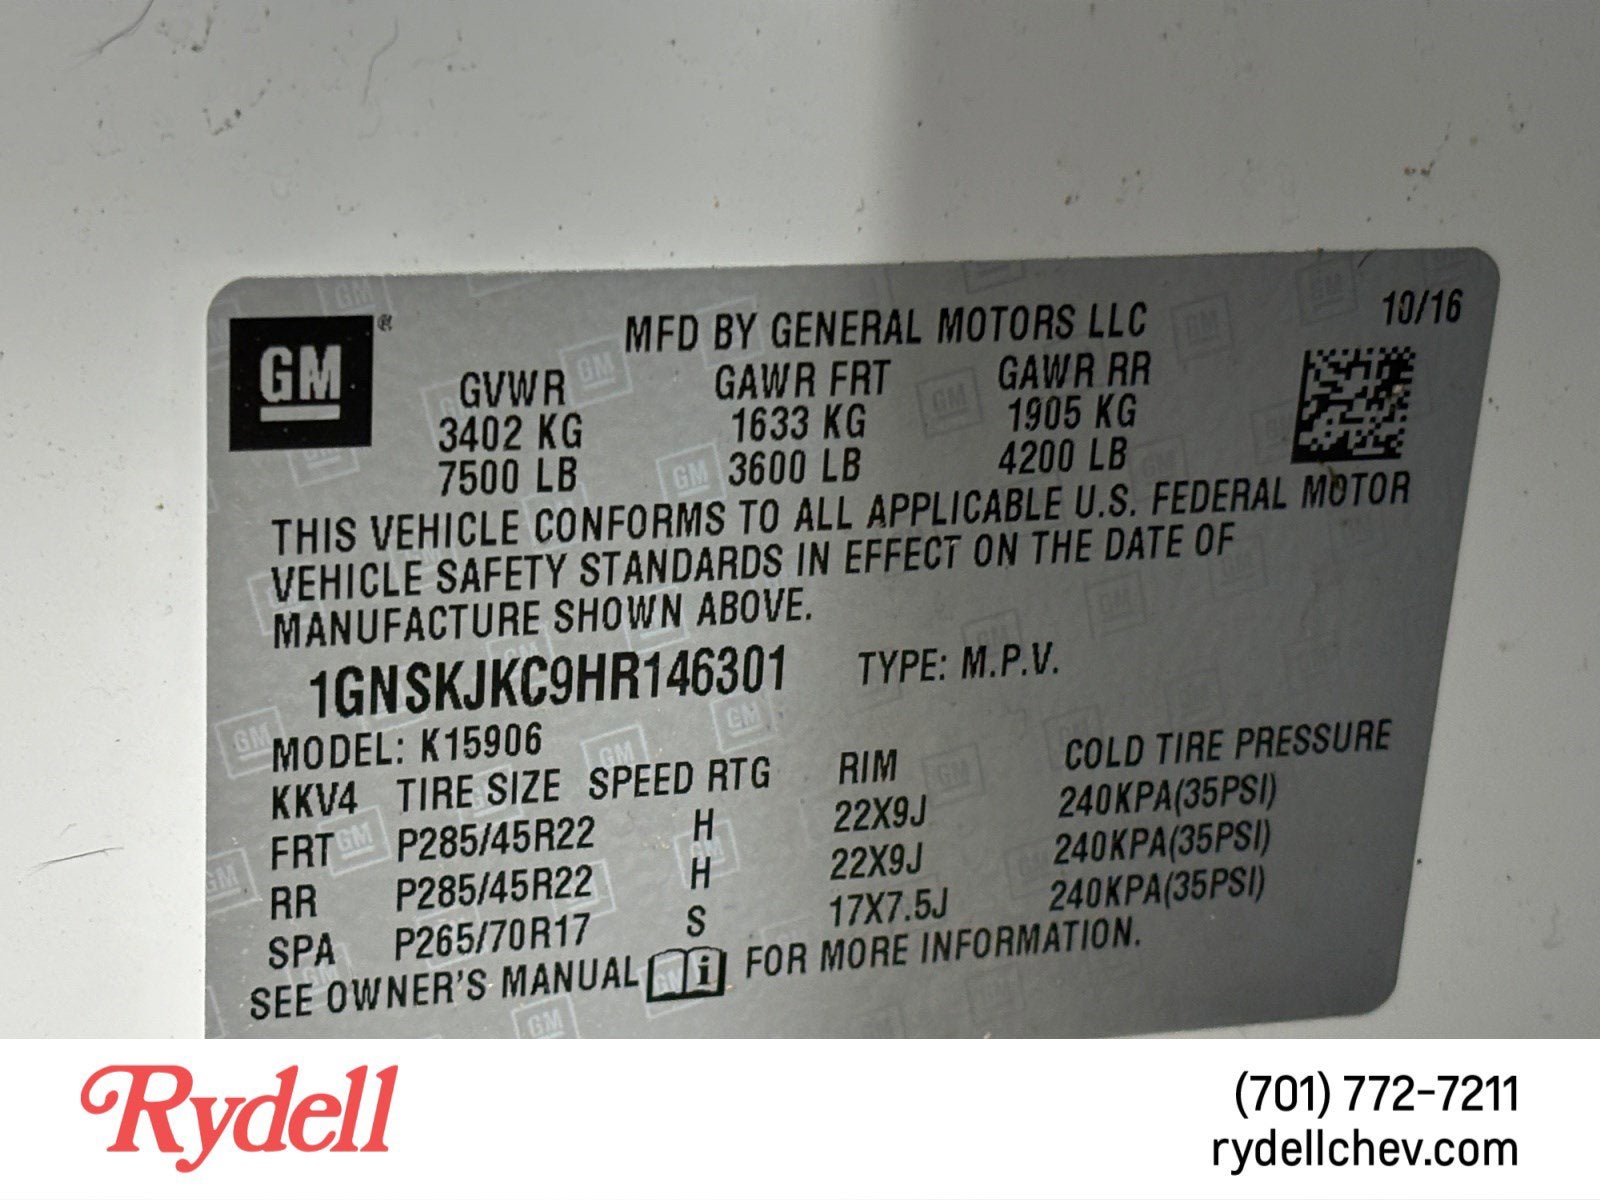 GM ®
MFD BY GENERAL MOTORS LLC 10/16
GVWR GAWR FRT GAWR RR
3402 KG 1633 KG 1905 KG
7500 LB 3600 LB 4200 LB
THIS VEHICLE CONFORMS TO ALL APPLICABLE U.S. FEDERAL MOTOR
VEHICLE SAFETY STANDARDS IN EFFECT ON THE DATE OF
MANUFACTURE SHOWN ABOVE.
1GNSKJKC9HR146301 TYPE: M.P.V.
MODEL: K15906
KKV4 TIRE SIZE SPEED RTG RIM COLD TIRE PRESSURE
FRT P285/45R22 H 22X9J 240KPA(35PSI)
RR P285/45R22 H 22X9J 240KPA(35PSI)
SPA P265/70R17 S 17X7.5J 240KPA(35PSI)
SEE OWNER'S MANUAL i FOR MORE INFORMATION.
Rydell
(701) 772-7211
rydellchev.com